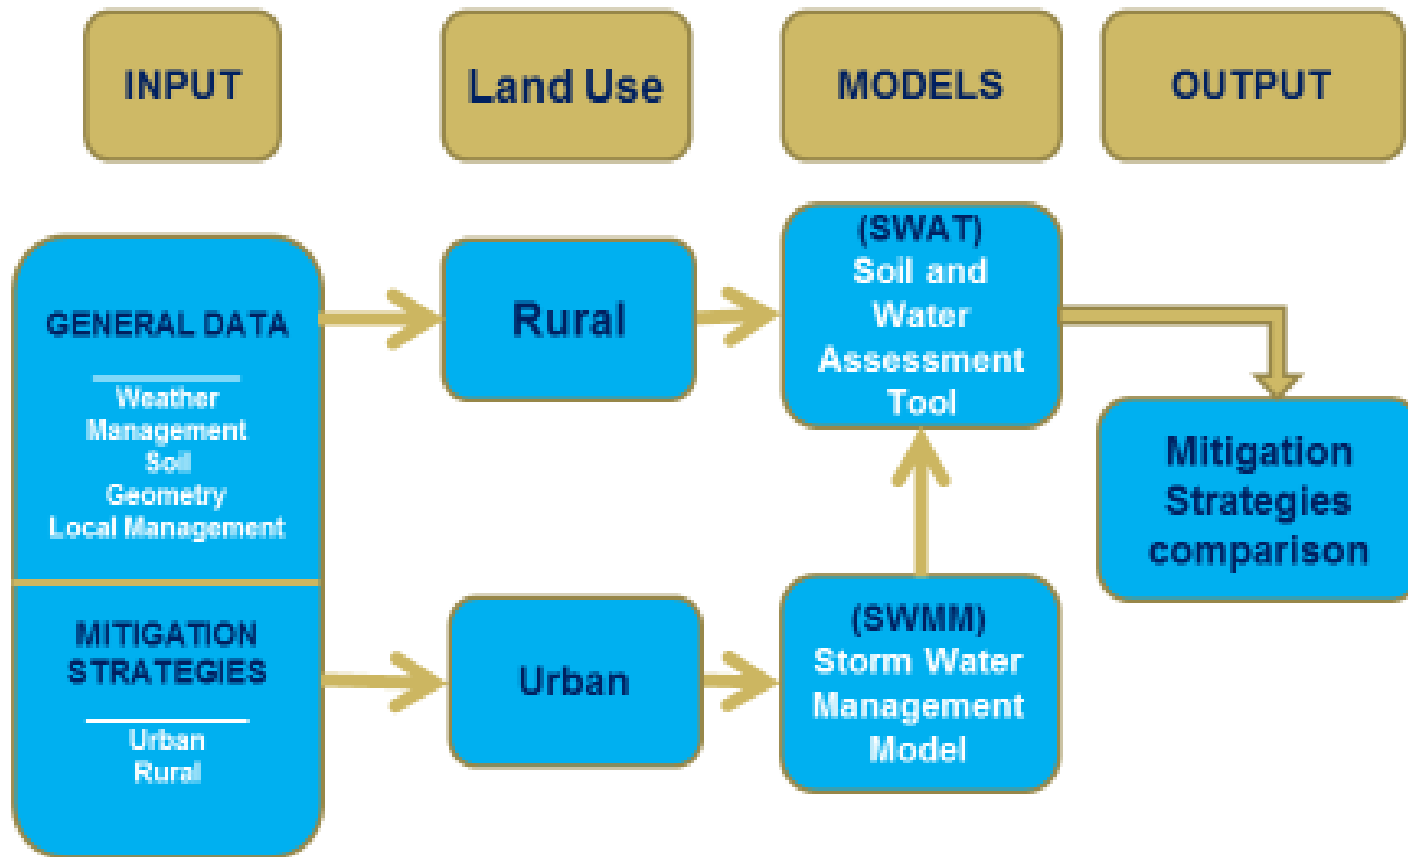 INPUT
Land Use
MODELS
OUTPUT
GENERAL DATA
Weather
Management
Soil
Geometry
Local Management
MITIGATION
STRATEGIES
Urban
Rural
Rural
Urban
(SWAT)
Soil and
Water
Assessment
Tool
(SWMM)
Storm Water
Management
Model
Mitigation
Strategies
comparison